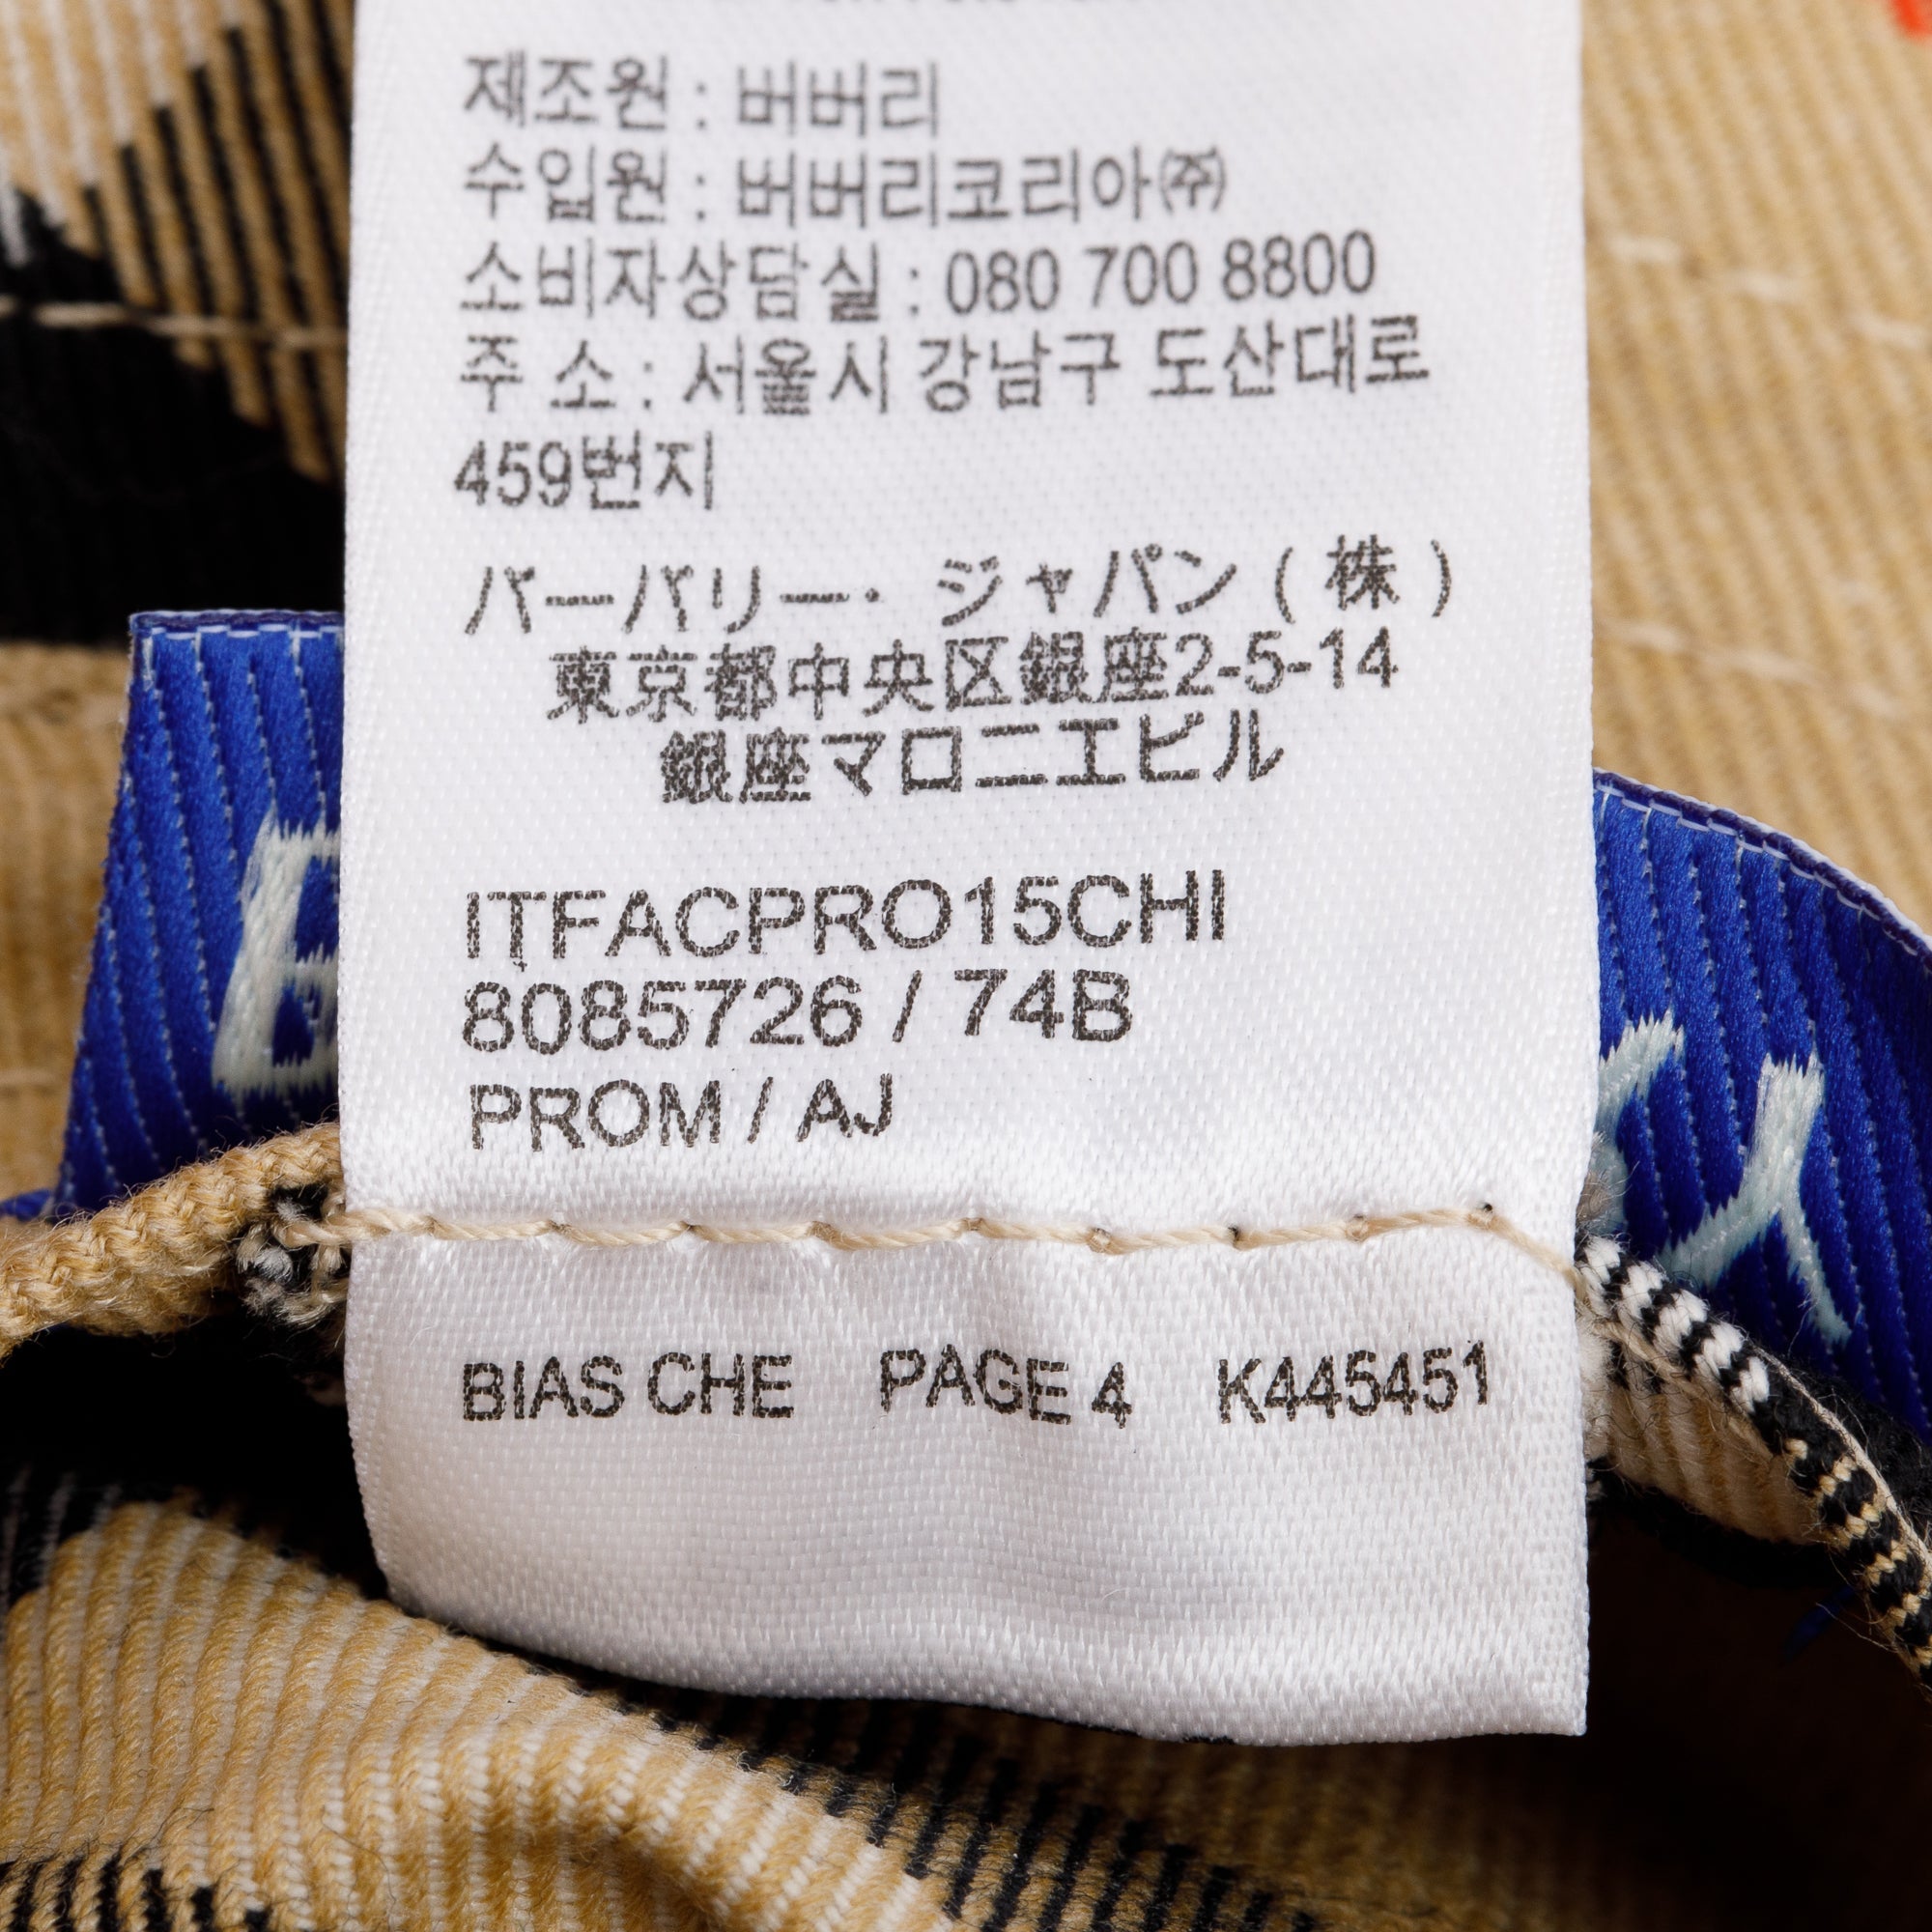 제조원 : 버버리
수입원 : 버버리코리아㈜
소비자상담실 : 080 700 8800
주 소 : 서울시 강남구 도산대로
459번지
バーバリー・ ジャパン ( 株 )
東京都中央区銀座2-5-14
銀座マロニエビル
ITFACPRO15CHI
8085726 / 74B
PROM / AJ
BIAS CHE PAGE 4 K445451
B
Y